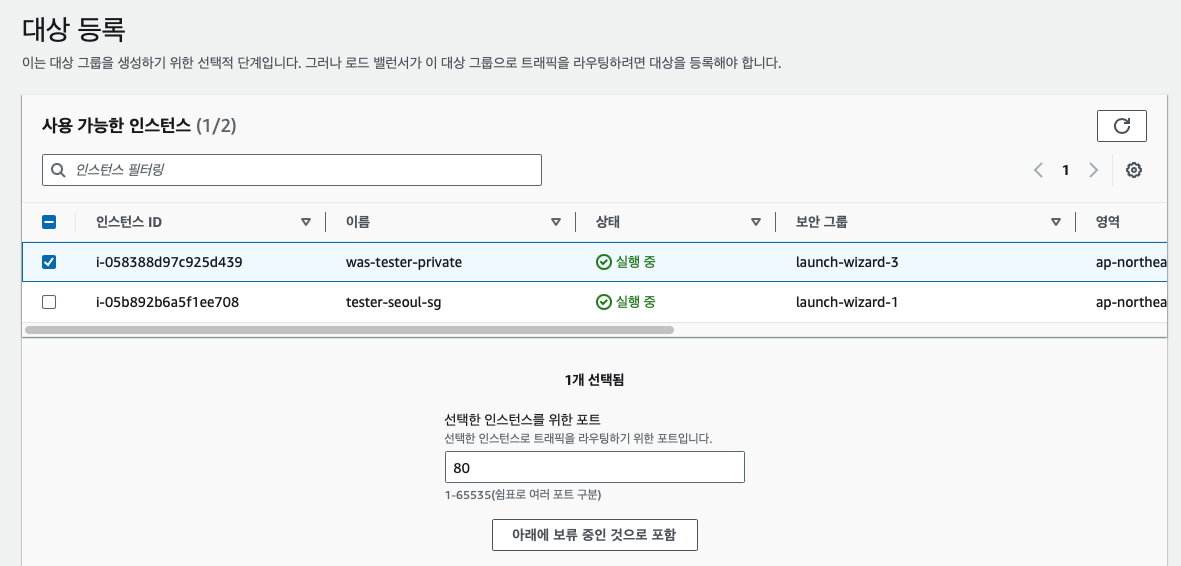 대상 등록
이는 대상 그룹을 생성하기 위한 선택적 단계입니다. 그러나 로드 밸런서가 이 대상 그룹으로 트래픽을 라우팅하려면 대상을 등록해야 합니다.
사용 가능한 인스턴스 (1/2)
인스턴스 필터링
1
인스턴스 ID 이름 상태 보안 그룹 영역
i-058388d97c925d439 was-tester-private 실행 중 launch-wizard-3 ap-northea
i-05b892b6a5f1ee708 tester-seoul-sg 실행 중 launch-wizard-1 ap-northea
1개 선택됨
선택한 인스턴스를 위한 포트
선택한 인스턴스로 트래픽을 라우팅하기 위한 포트입니다.
80
1-65535(쉼표로 여러 포트 구분)
아래에 보류 중인 것으로 포함